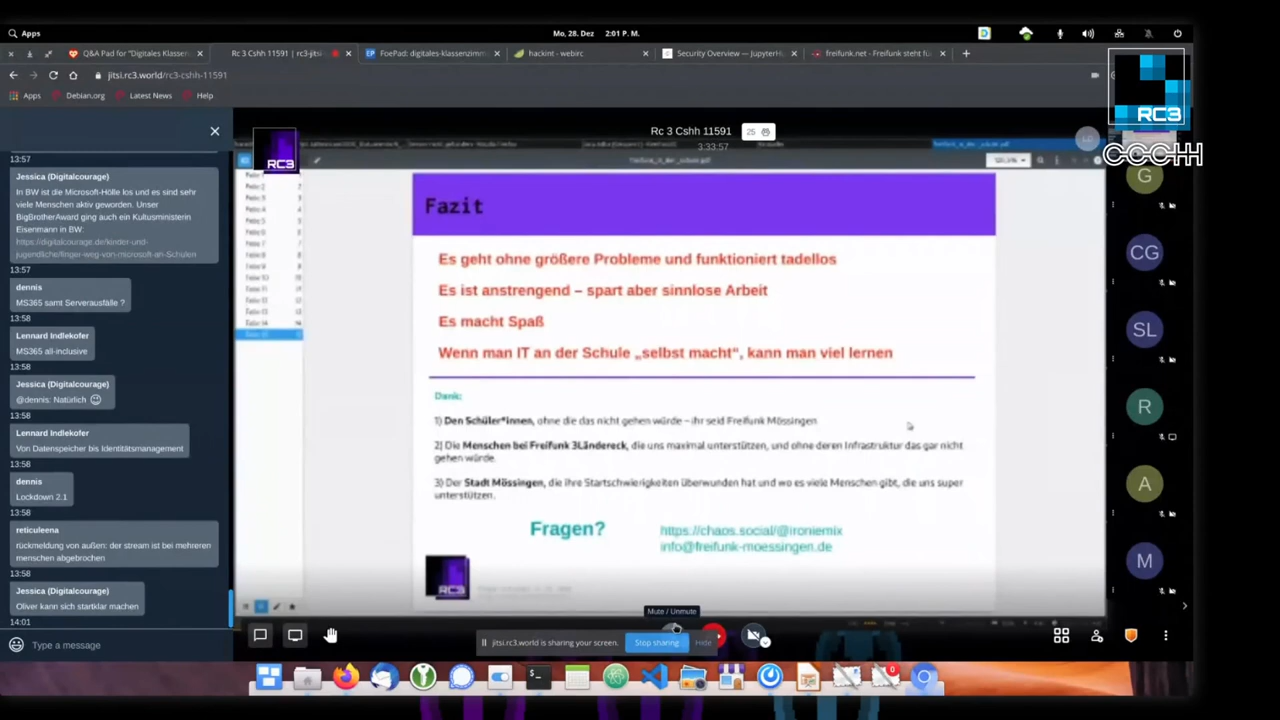 Apps
Mo, 28. Dez 2:01 P. M.
Q&A Pad for "Digitales Klassen
Rc 3 Cshh 11591 | rc3-jitsi
FoePad: digitales-klassenzimm
hackint - webirc
Security Overview — JupyterH
freifunk.net - Freifunk steht fü
jitsi.rc3.world/rc3-cshh-11591
Apps
Debian.org
Latest News
Help
RC3
CCCHH
13:57
Jessica (Digitalcourage)
In BW ist die Microsoft-Hölle los und es sind sehr
viele Menschen aktiv geworden. Unser
BigBrotherAward ging auch ein Kultusministerin
Eisenmann in BW:
https://digitalcourage.de/kinder-und-
jugendliche/finger-weg-von-microsoft-an-Schulen
13:57
dennis
MS365 samt Serverausfälle ?
13:58
Lennard Indlekofer
MS365 all-inclusive
13:58
Jessica (Digitalcourage)
@dennis: Natürlich
13:58
Lennard Indlekofer
Von Datenspeicher bis Identitätsmanagement
13:58
dennis
Lockdown 2.1
13:58
reticuleena
rückmeldung von außen: der stream ist bei mehreren
menschen abgebrochen
13:58
Jessica (Digitalcourage)
Oliver kann sich startklar machen
14:01
Type a message
RC3
Rc 3 Cshh 11591
25
3:33:57
Fazit
Es geht ohne größere Probleme und funktioniert tadellos
Es ist anstrengend – spart aber sinnlose Arbeit
Es macht Spaß
Wenn man IT an der Schule „selbst macht“, kann man viel lernen
Dank:
1) Den Schüler*innen, ohne die das nicht gehen würde – ihr seid Freifunk Mössingen
2) Die Menschen bei Freifunk 3Ländereck, die uns maximal unterstützen, und ohne deren Infrastruktur das gar nicht
gehen würde.
3) Der Stadt Mössingen, die ihre Startschwierigkeiten überwunden hat und wo es viele Menschen gibt, die uns super
unterstützen.
Fragen?
https://chaos.social/@ironiemix
info@freifunk-moessingen.de
RC3
Mute / Unmute
jitsi.rc3.world is sharing your screen.
Stop sharing
Hide
G
CG
SL
R
A
M
0